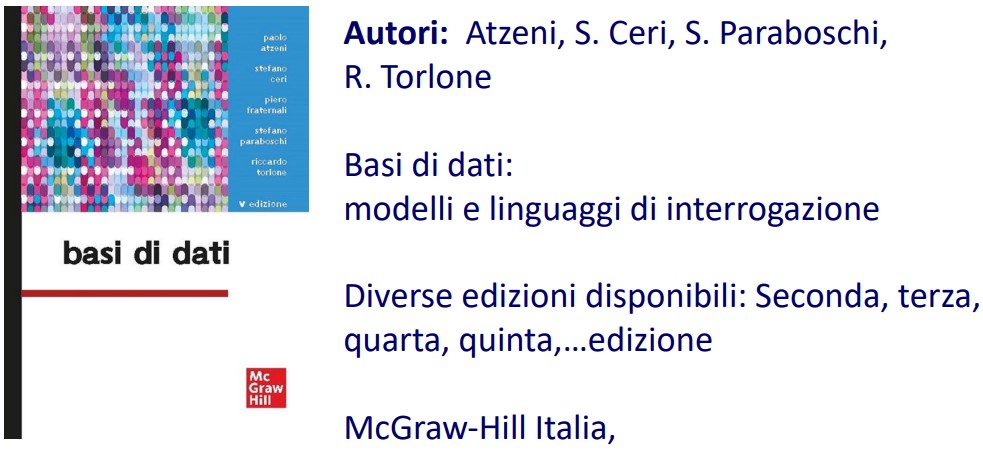 paolo
atzeni
stefano
ceri
piero
fraternali
stefano
paraboschi
riccardo
torlone
v edizione
basi di dati
Mc
Graw
Hill
Autori: Atzeni, S. Ceri, S. Paraboschi,
R. Torlone
Basi di dati:
modelli e linguaggi di interrogazione
Diverse edizioni disponibili: Seconda, terza,
quarta, quinta,...edizione
McGraw-Hill Italia,